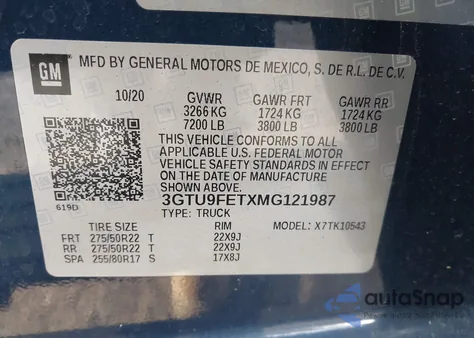 GM
MFD BY GENERAL MOTORS DE MEXICO, S. DE R.L. DE C.V.
10/20 GVWR GAWR FRT GAWR RR
3266 KG 1724 KG 1724 KG
7200 LB 3800 LB 3800 LB
THIS VEHICLE CONFORMS TO ALL
APPLICABLE U.S. FEDERAL MOTOR
VEHICLE SAFETY STANDARDS IN EFFECT
ON THE DATE OF MANUFACTURE
SHOWN ABOVE.
619D
3GTU9FETXMG121987
TYPE: TRUCK MODEL: X7TK10543
TIRE SIZE RIM
FRT 275/50R22 T 22X9J
RR 275/50R22 T 22X9J
SPA 255/80R17 S 17X8J
autoSnap